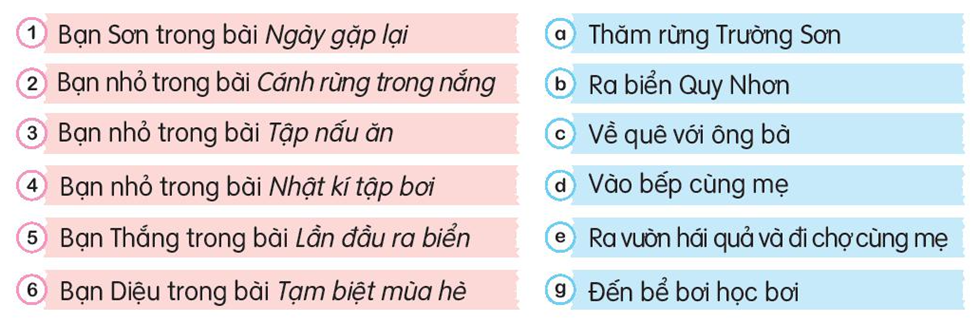 1 Bạn Sơn trong bài Ngày gặp lại
2 Bạn nhỏ trong bài Cánh rừng trong nắng
3 Bạn nhỏ trong bài Tập nấu ăn
4 Bạn nhỏ trong bài Nhật kí tập bơi
5 Bạn Thắng trong bài Lần đầu ra biển
6 Bạn Diệu trong bài Tạm biệt mùa hè
a Thăm rừng Trường Sơn
b Ra biển Quy Nhơn
c Về quê với ông bà
d Vào bếp cùng mẹ
e Ra vườn hái quả và đi chợ cùng mẹ
g Đến bể bơi học bơi